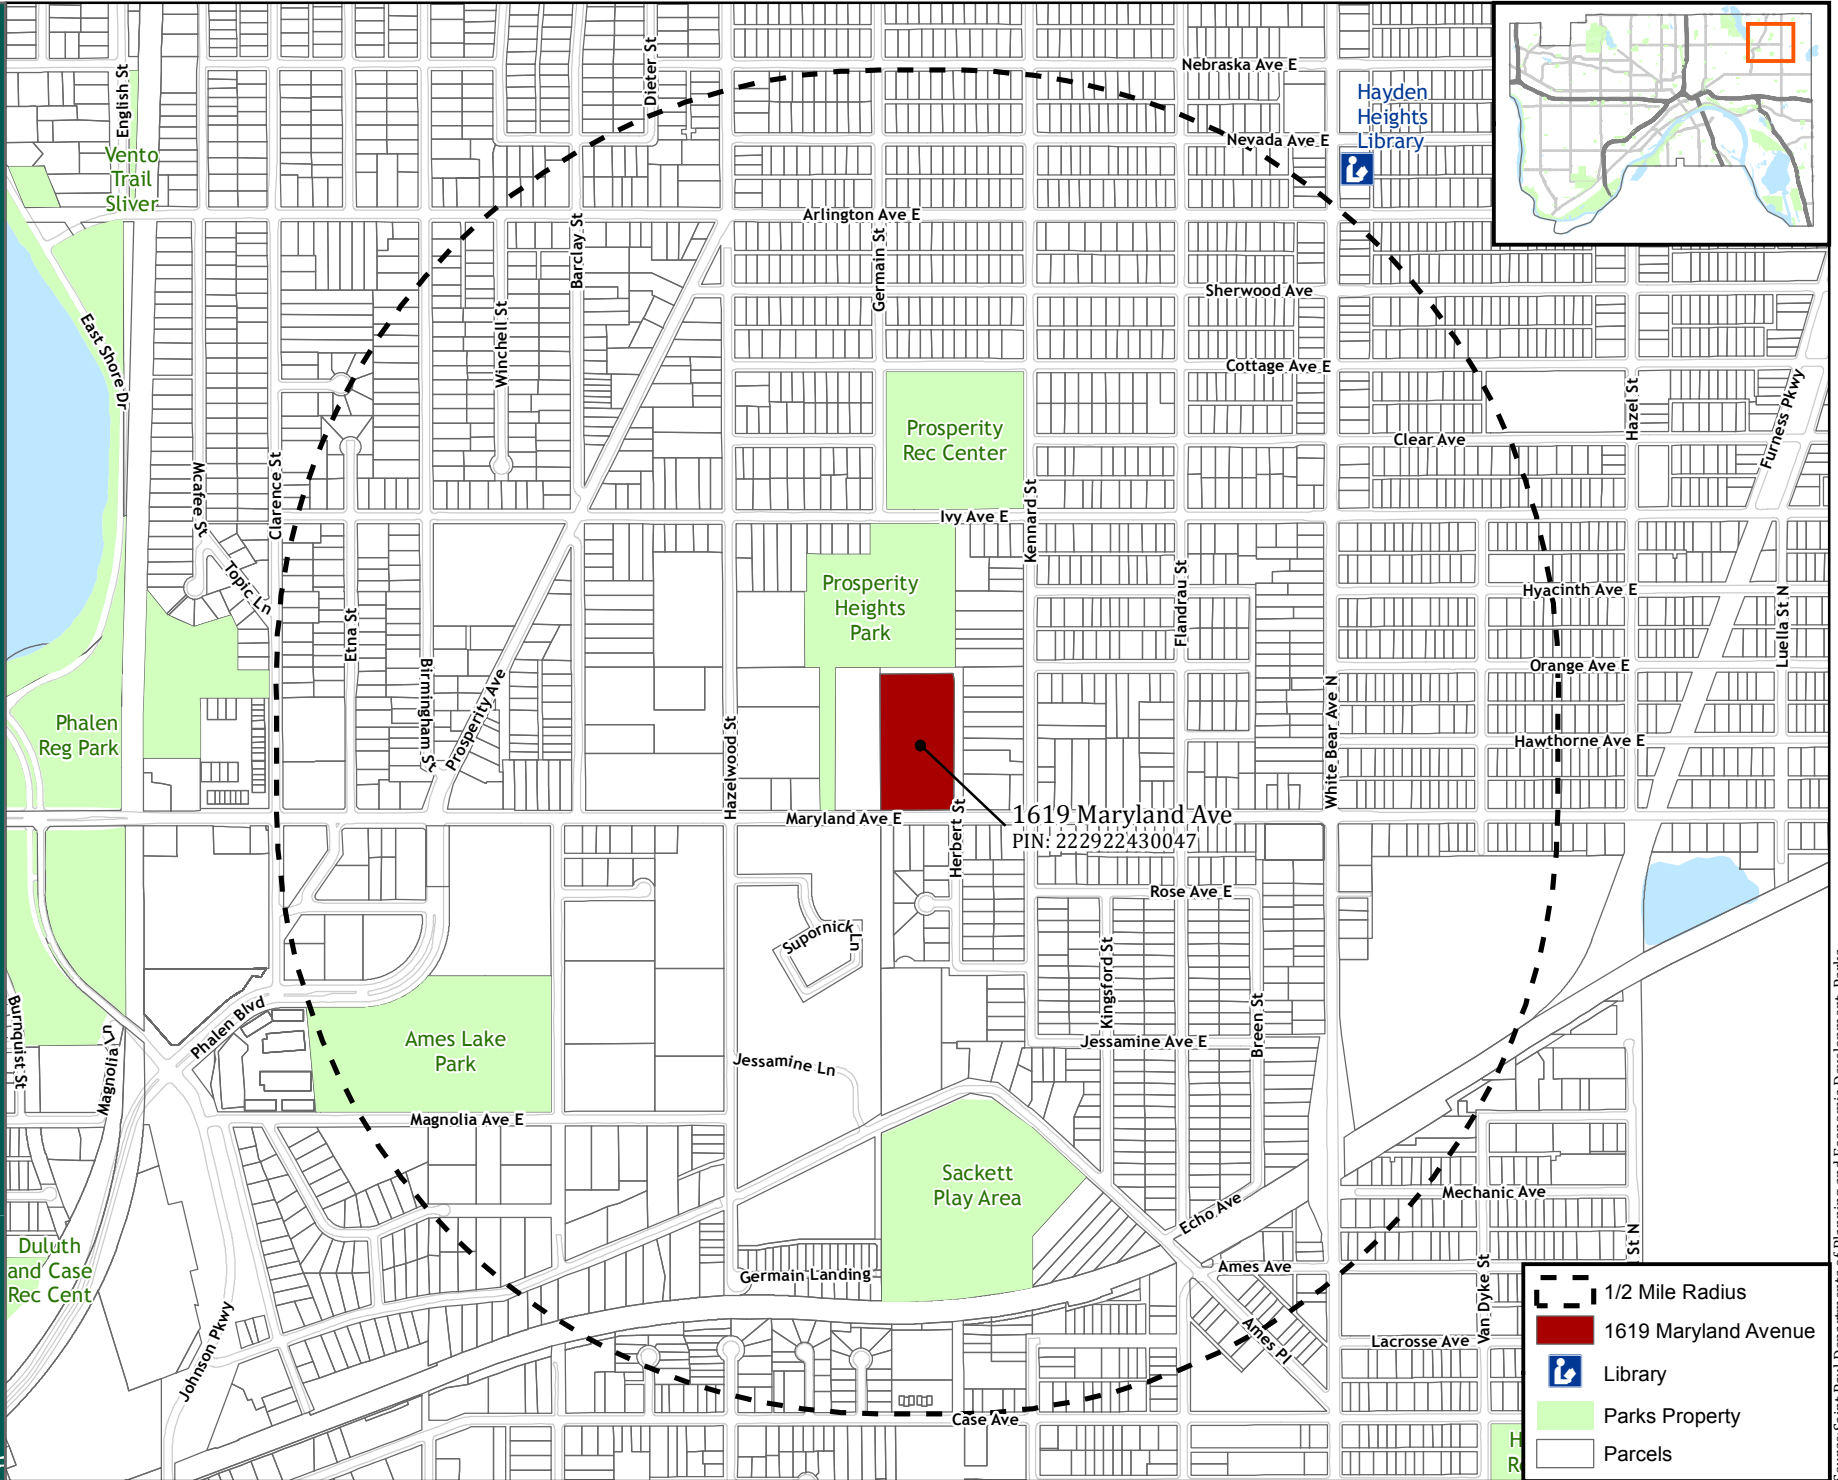 Nebraska Ave E
Dieter St
English St
Hayden
Heights
Library
Nevada Ave E
Vento
Trail
Sliver
Arlington Ave E
Barclay St
Germain St
Sherwood Ave
East Shore Dr
Winchell St
Cottage Ave E
Hazel St
Furness Pkwy
Prosperity
Rec Center
Clear Ave
Mcafee St
Clarence St
Kennard St
Ivy Ave E
Topic Ln
Etna St
Prosperity
Heights
Park
Flandrau St
Hyacinth Ave E
Luella St N
Birmingham St
Prosperity Ave
Orange Ave E
White Bear Ave N
Phalen
Reg Park
Hazelwood St
Hawthorne Ave E
Maryland Ave E
Herbert St
1619 Maryland Ave
PIN: 222922430047
Rose Ave E
Supornick Ln
Kingsford St
Breen St
Burnquist St
Magnolia Ln
Phalen Blvd
Ames Lake
Park
Jessamine Ave E
Jessamine Ln
Magnolia Ave E
Sackett
Play Area
Mechanic Ave
Echo Ave
Duluth
and Case
Rec Cent
Germain Landing
Ames Ave
St N
Van Dyke St
Johnson Pkwy
Ames Pl
Lacrosse Ave
Case Ave
1/2 Mile Radius
1619 Maryland Avenue
Library
Parks Property
Parcels